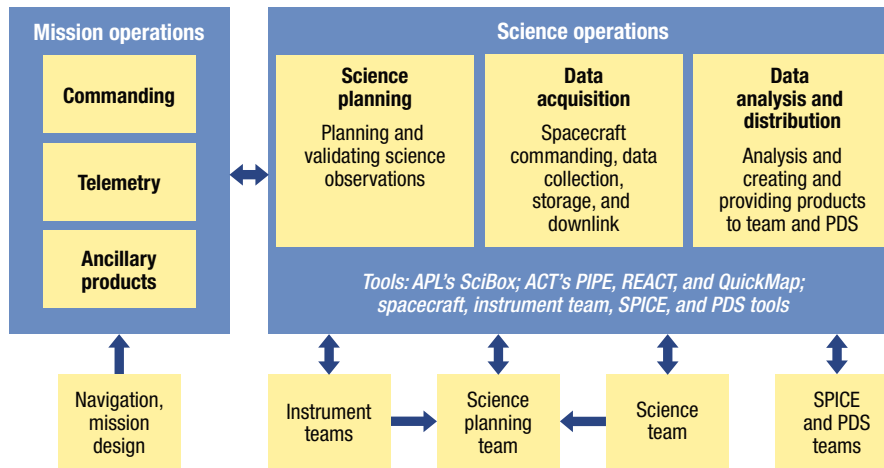 Mission operations
Commanding
Telemetry
Ancillary
products
Science operations
Science
planning
Planning and
validating science
observations
Data
acquisition
Spacecraft
commanding, data
collection,
storage, and
downlink
Data
analysis and
distribution
Analysis and
creating and
providing products
to team and PDS
Tools: APL's SciBox; ACT's PIPE, REACT, and QuickMap;
spacecraft, instrument team, SPICE, and PDS tools
Navigation,
mission
design
Instrument
teams
Science
planning
team
Science
team
SPICE
and PDS
teams